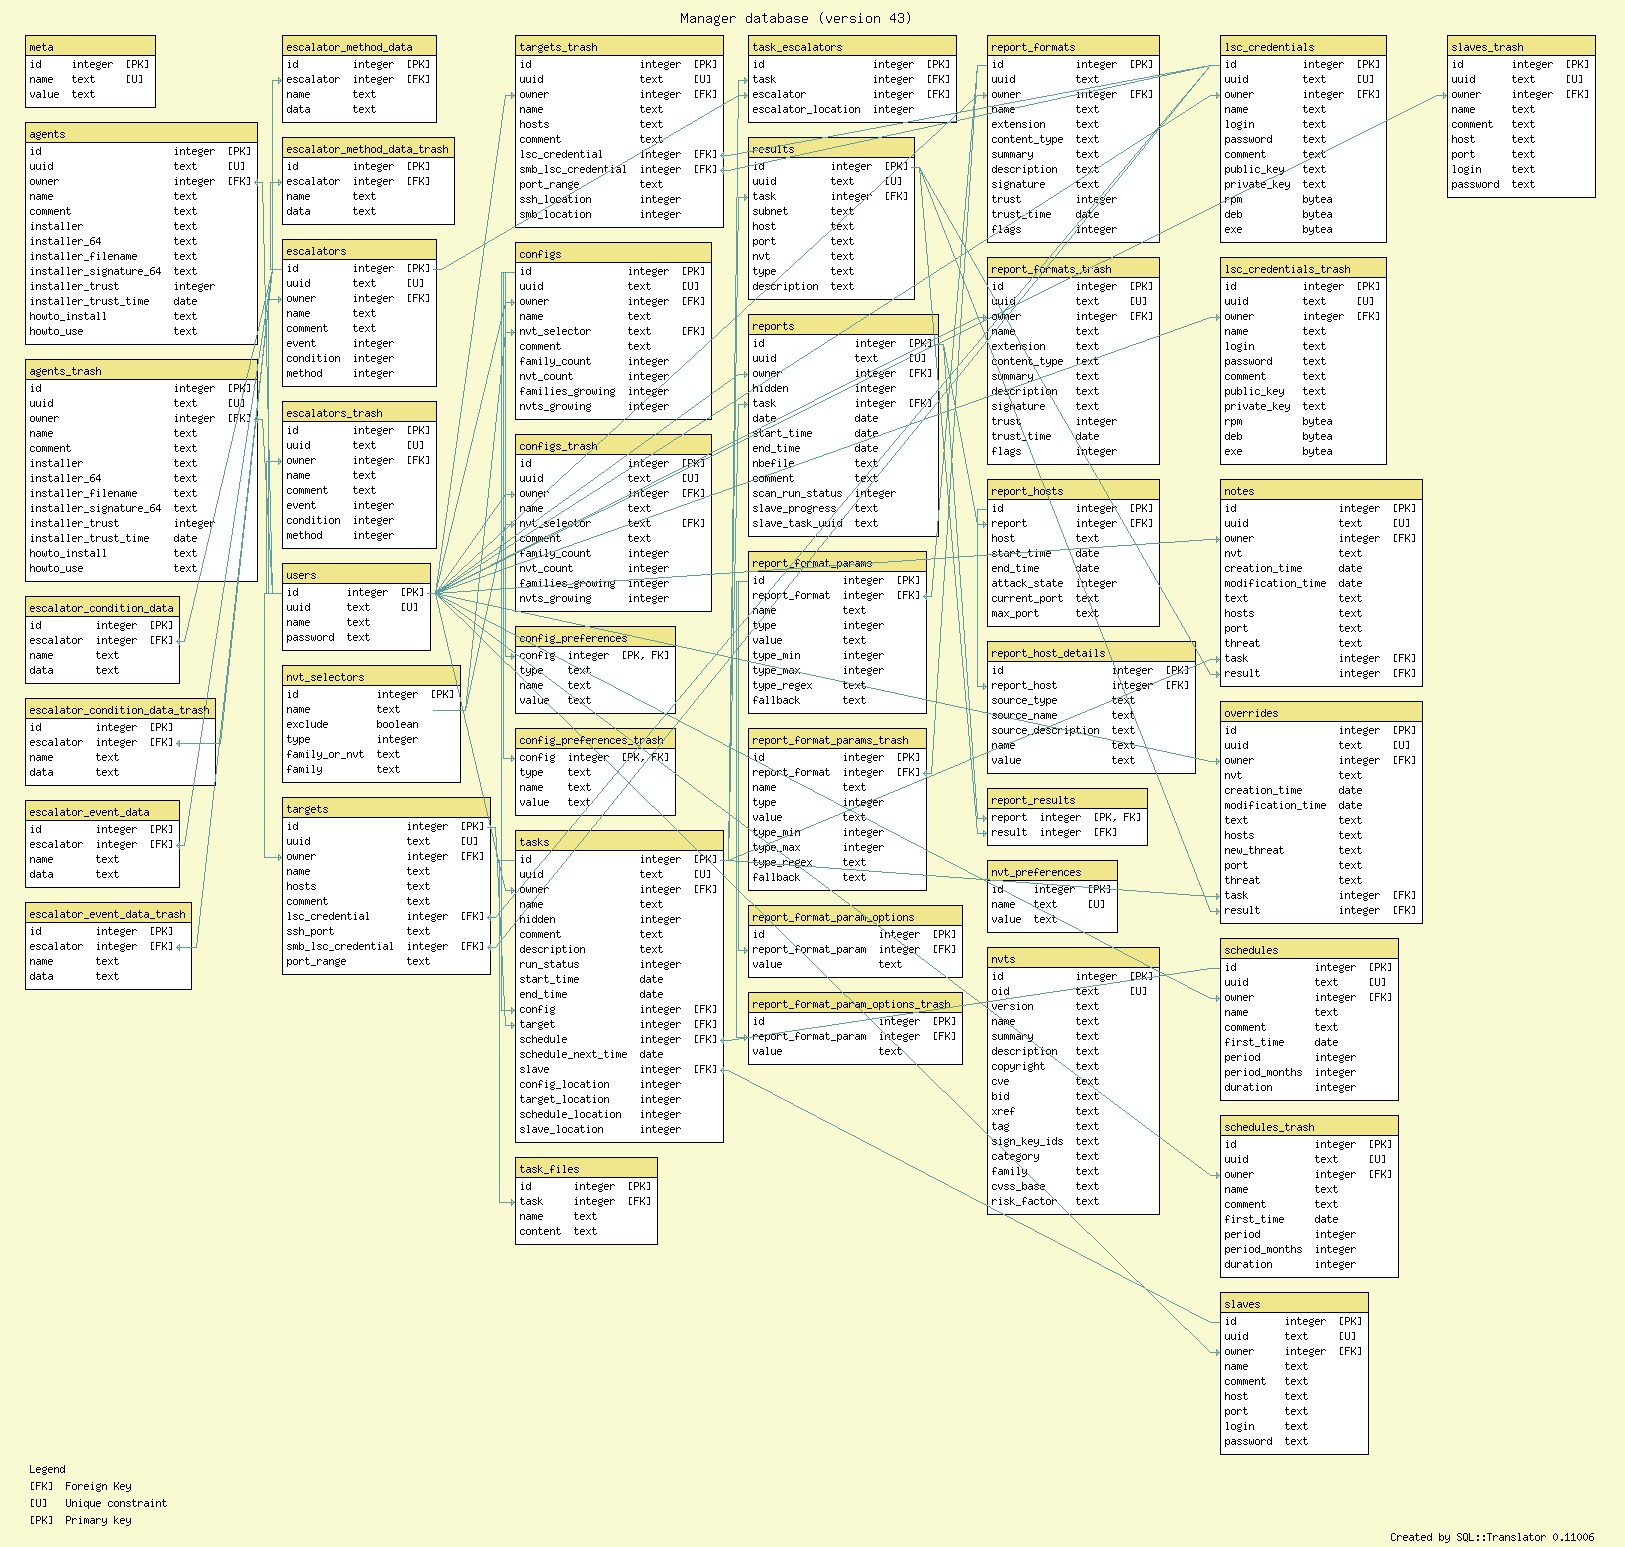 Manager database (version 43)
meta
id integer [PK]
name text [U]
value text
agents
id integer [PK]
uuid text [U]
owner integer [FK]
name text
comment text
installer text
installer_64 text
installer_filename text
installer_signature_64 text
installer_trust integer
installer_trust_time date
howto_install text
howto_use text
agents_trash
id integer [PK]
uuid text [U]
owner integer [FK]
name text
comment text
installer text
installer_64 text
installer_filename text
installer_signature_64 text
installer_trust integer
installer_trust_time date
howto_install text
howto_use text
escalator_condition_data
id integer [PK]
escalator integer [FK]
name text
data text
escalator_condition_data_trash
id integer [PK]
escalator integer [FK]
name text
data text
escalator_event_data
id integer [PK]
escalator integer [FK]
name text
data text
escalator_event_data_trash
id integer [PK]
escalator integer [FK]
name text
data text
escalator_method_data
id integer [PK]
escalator integer [FK]
name text
data text
escalator_method_data_trash
id integer [PK]
escalator integer [FK]
name text
data text
escalators
id integer [PK]
uuid text [U]
owner integer [FK]
name text
comment text
event integer
condition integer
method integer
escalators_trash
id integer [PK]
uuid text [U]
owner integer [FK]
name text
comment text
event integer
condition integer
method integer
users
id integer [PK]
uuid text [U]
name text
password text
nvt_selectors
id integer [PK]
name text
exclude boolean
type integer
family_or_nvt text
family text
targets
id integer [PK]
uuid text [U]
owner integer [FK]
name text
hosts text
comment text
lsc_credential integer [FK]
ssh_port text
smb_lsc_credential integer [FK]
port_range text
targets_trash
id integer [PK]
uuid text [U]
owner integer [FK]
name text
hosts text
comment text
lsc_credential integer [FK]
smb_lsc_credential integer [FK]
port_range text
ssh_location integer
smb_location integer
configs
id integer [PK]
uuid text [U]
owner integer [FK]
name text
nvt_selector text [FK]
comment text
family_count integer
nvt_count integer
families_growing integer
nvts_growing integer
configs_trash
id integer [PK]
uuid text [U]
owner integer [FK]
name text
nvt_selector text [FK]
comment text
family_count integer
nvt_count integer
families_growing integer
nvts_growing integer
config_preferences
config integer [PK, FK]
type text
name text
value text
config_preferences_trash
config integer [PK, FK]
type text
name text
value text
tasks
id integer [PK]
uuid text [U]
owner integer [FK]
name text
hidden integer
comment text
description text
run_status integer
start_time date
end_time date
config integer [FK]
target integer [FK]
schedule integer [FK]
schedule_next_time date
slave integer [FK]
config_location integer
target_location integer
schedule_location integer
slave_location integer
task_files
id integer [PK]
task integer [FK]
name text
content text
task_escalators
id integer [PK]
task integer [FK]
escalator integer [FK]
escalator_location integer
results
id integer [PK]
uuid text [U]
task integer [FK]
subnet text
host text
port text
nvt text
type text
description text
reports
id integer [PK]
uuid text [U]
owner integer [FK]
hidden integer
task integer [FK]
date date
start_time date
end_time date
nbefile text
comment text
scan_run_status integer
slave_progress text
slave_task_uuid text
report_format_params
id integer [PK]
report_format integer [FK]
name text
type integer
value text
type_min integer
type_max integer
type_regex text
fallback text
report_format_params_trash
id integer [PK]
report_format integer [FK]
name text
type integer
value text
type_min integer
type_max integer
type_regex text
fallback text
report_format_param_options
id integer [PK]
report_format_param integer [FK]
value text
report_format_param_options_trash
id integer [PK]
report_format_param integer [FK]
value text
report_formats
id integer [PK]
uuid text
owner integer [FK]
name text
extension text
content_type text
summary text
description text
signature text
trust integer
trust_time date
flags integer
report_formats_trash
id integer [PK]
uuid text [U]
owner integer [FK]
name text
extension text
content_type text
summary text
description text
signature text
trust integer
trust_time date
flags integer
report_hosts
id integer [PK]
report integer [FK]
host text
start_time date
end_time date
attack_state integer
current_port text
max_port text
report_host_details
id integer [PK]
report_host integer [FK]
source_type text
source_name text
source_description text
name text
value text
report_results
report integer [PK, FK]
result integer [FK]
nvt_preferences
id integer [PK]
name text [U]
value text
nvts
id integer [PK]
oid text [U]
version text
name text
summary text
description text
copyright text
cve text
bid text
xref text
tag text
sign_key_ids text
category text
family text
cvss_base text
risk_factor text
lsc_credentials
id integer [PK]
uuid text [U]
owner integer [FK]
name text
login text
password text
comment text
public_key text
private_key text
rpm bytea
deb bytea
exe bytea
lsc_credentials_trash
id integer [PK]
uuid text [U]
owner integer [FK]
name text
login text
password text
comment text
public_key text
private_key text
rpm bytea
deb bytea
exe bytea
notes
id integer [PK]
uuid text [U]
owner integer [FK]
nvt text
creation_time date
modification_time date
text text
hosts text
port text
threat text
task integer [FK]
result integer [FK]
overrides
id integer [PK]
uuid text [U]
owner integer [FK]
nvt text
creation_time date
modification_time date
text text
hosts text
new_threat text
port text
threat text
task integer [FK]
result integer [FK]
schedules
id integer [PK]
uuid text [U]
owner integer [FK]
name text
comment text
first_time date
period integer
period_months integer
duration integer
schedules_trash
id integer [PK]
uuid text [U]
owner integer [FK]
name text
comment text
first_time date
period integer
period_months integer
duration integer
slaves
id integer [PK]
uuid text [U]
owner integer [FK]
name text
comment text
host text
port text
login text
password text
slaves_trash
id integer [PK]
uuid text [U]
owner integer [FK]
name text
comment text
host text
port text
login text
password text
Legend
[FK] Foreign Key
[U] Unique constraint
[PK] Primary key
Created by SQL::Translator 0.11006